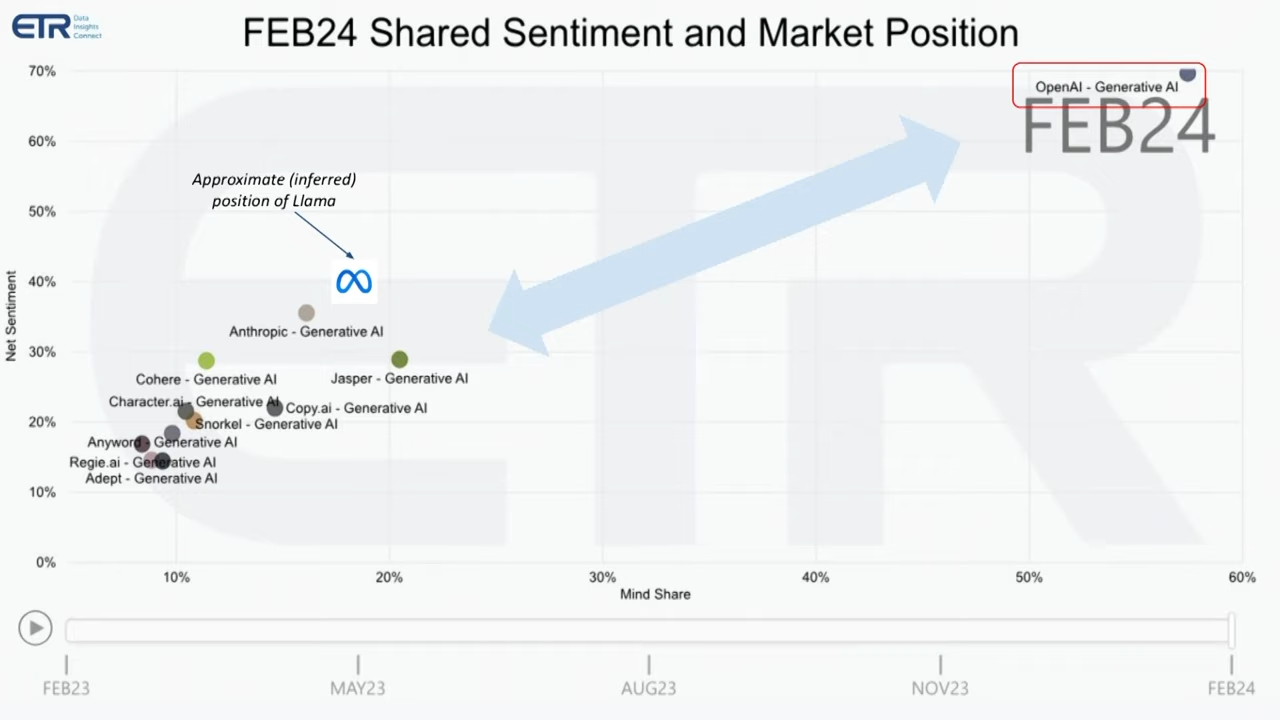 ETR Data Insights Connect
FEB24 Shared Sentiment and Market Position
70%
60%
50%
40%
30%
20%
10%
0%
Net Sentiment
OpenAI - Generative AI
FEB24
Approximate (inferred)
position of Llama
Anthropic - Generative AI
Cohere - Generative AI
Jasper - Generative AI
Character.ai - Generative AI
Copy.ai - Generative AI
Snorkel - Generative AI
Anyword - Generative AI
Regie.ai - Generative AI
Adept - Generative AI
ETR
10%
20%
30%
40%
50%
60%
Mind Share
FEB23
MAY23
AUG23
NOV23
FEB24